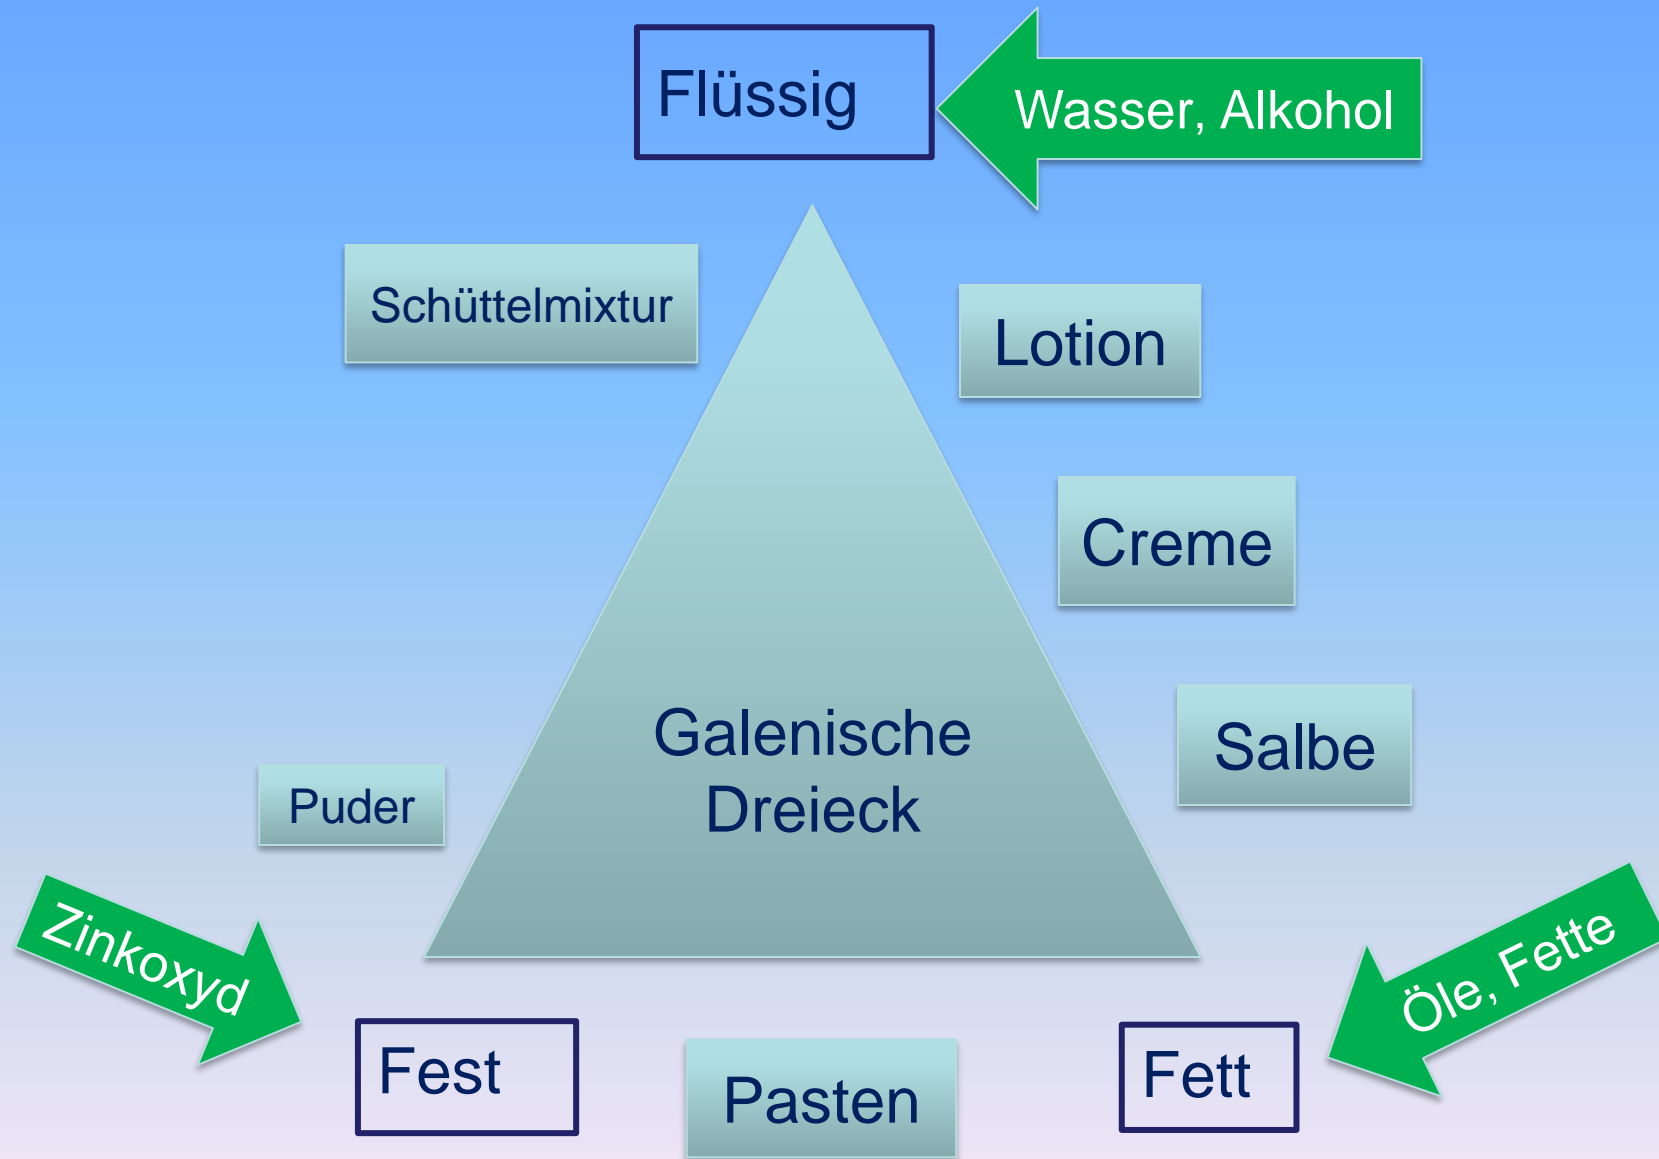 Flüssig
Wasser, Alkohol
Schüttelmixtur
Lotion
Creme
Galenische
Dreieck
Salbe
Puder
Zinkoxyd
Öle, Fette
Fest
Pasten
Fett